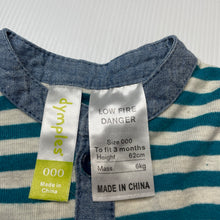 dymples
000
MADE IN
CHINA
LOW FIRE
DANGER
Size 000
To fit 3 months
Height 62cm
Mass 6kg
MADE IN CHINA